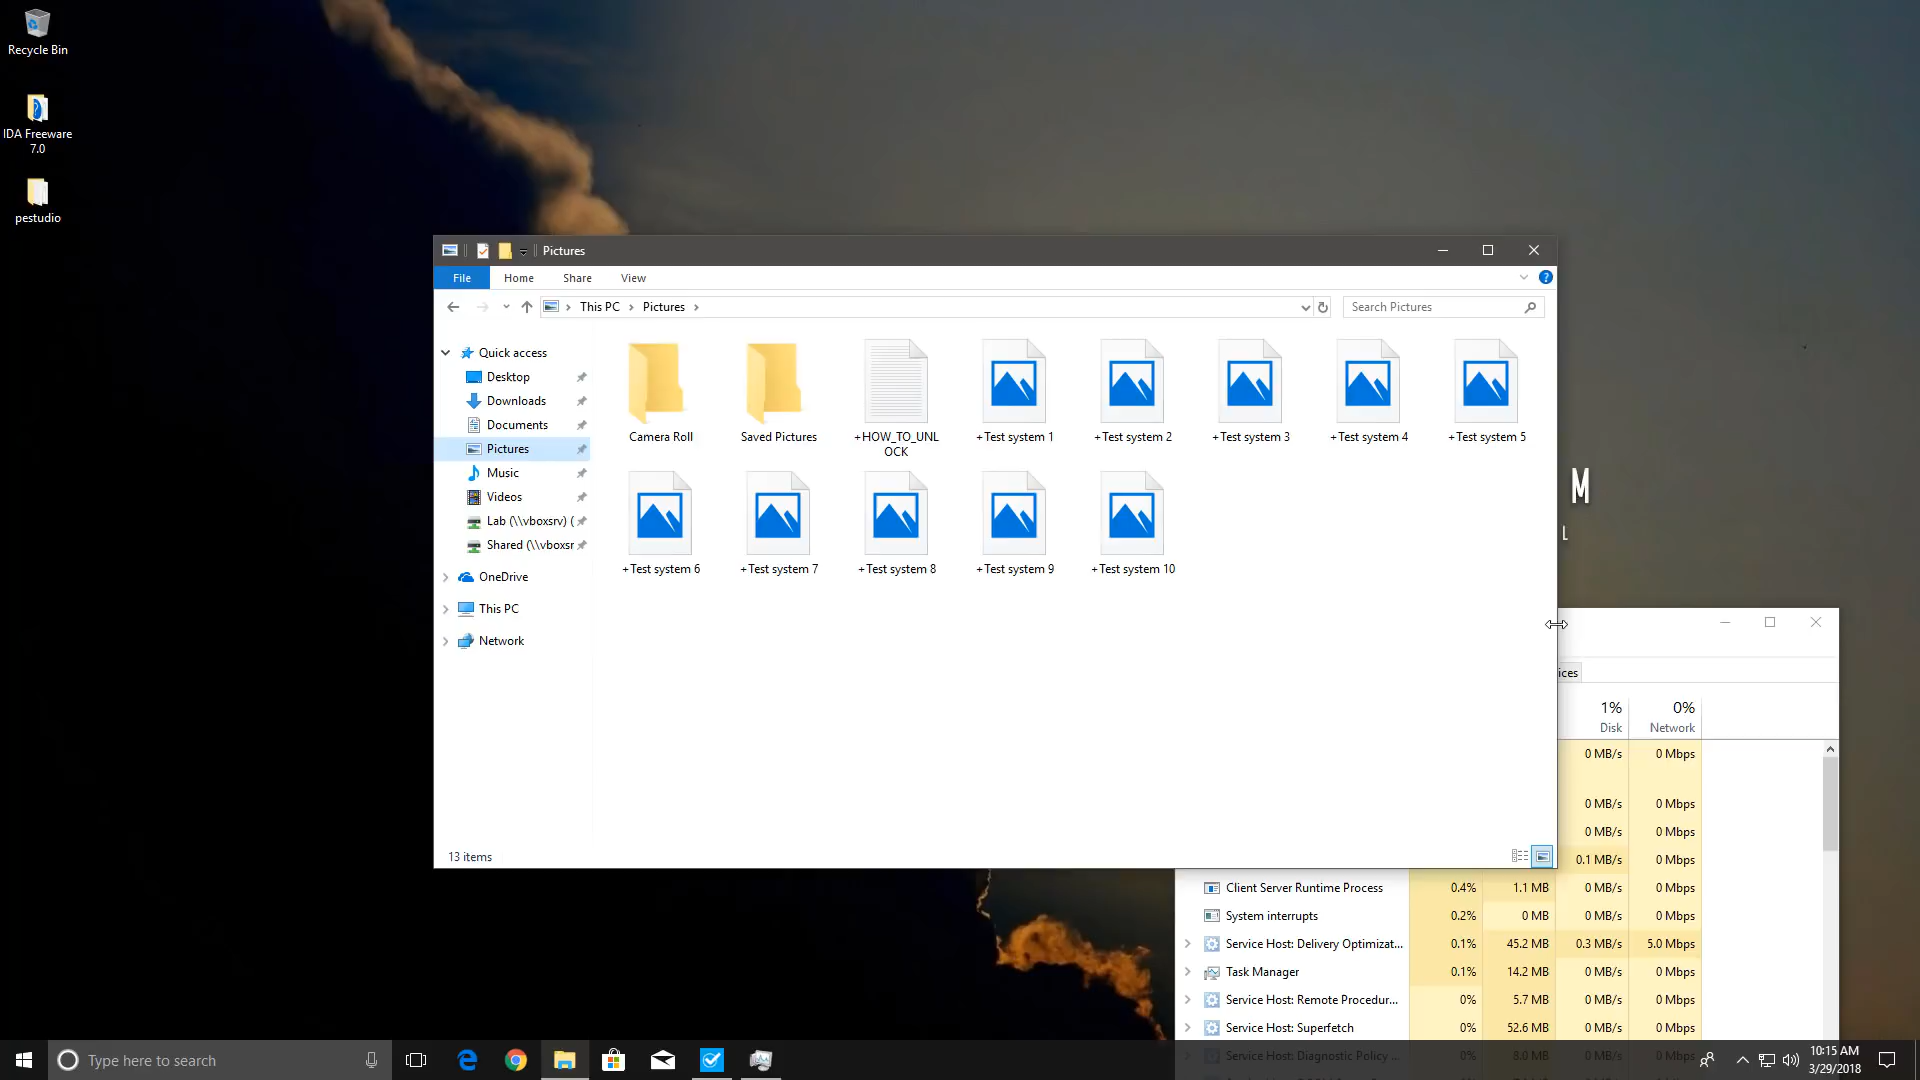 Recycle Bin
IDA Freeware
7.0
pestudio
Pictures
File Home Share View
This PC Pictures
Search Pictures
Quick access
Desktop
Downloads
Documents
Pictures
Music
Videos
Lab (\\vboxsrv) (
Shared (\\vboxsr
OneDrive
This PC
Network
Camera Roll
Saved Pictures
+HOW_TO_UNL
OCK
+Test system 1
+Test system 2
+Test system 3
+Test system 4
+Test system 5
+Test system 6
+Test system 7
+Test system 8
+Test system 9
+Test system 10
13 items
M
L
ices
1% 0%
Disk Network
0 MB/s 0 Mbps
0 MB/s 0 Mbps
0 MB/s 0 Mbps
0.1 MB/s 0 Mbps
Client Server Runtime Process 0.4% 1.1 MB 0 MB/s 0 Mbps
System interrupts 0.2% 0 MB 0 MB/s 0 Mbps
Service Host: Delivery Optimizat... 0.1% 45.2 MB 0.3 MB/s 5.0 Mbps
Task Manager 0.1% 14.2 MB 0 MB/s 0 Mbps
Service Host: Remote Procedur... 0% 5.7 MB 0 MB/s 0 Mbps
Service Host: Superfetch 0% 52.6 MB 0 MB/s 0 Mbps
Service Host: Diagnostic Policy ... 0% 8.0 MB 0 MB/s 0 Mbps
Type here to search
10:15 AM
3/29/2018